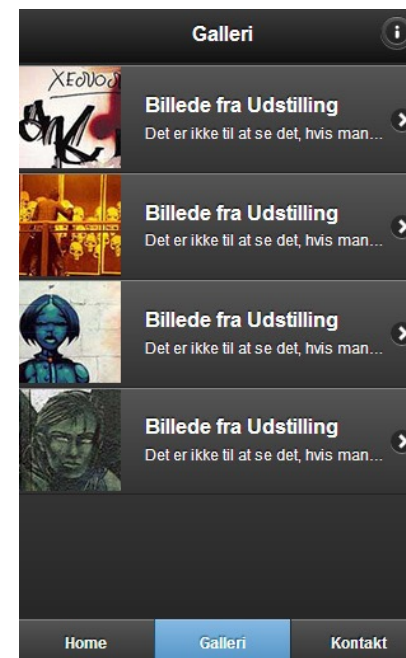 Galleri
i
XEOVOS
Billede fra Udstilling
Det er ikke til at se det, hvis man...
Billede fra Udstilling
Det er ikke til at se det, hvis man...
Billede fra Udstilling
Det er ikke til at se det, hvis man...
Billede fra Udstilling
Det er ikke til at se det, hvis man...
Home Galleri Kontakt